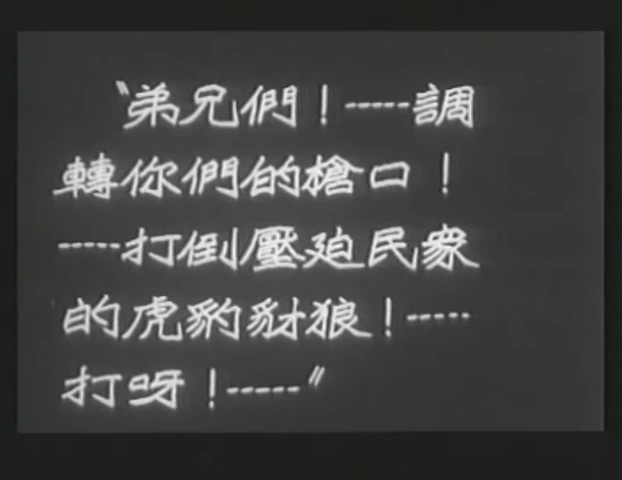 〝弟兄們！-----調
轉你們的槍口！
-----打倒壓廹民衆
的虎豹豺狼！-----
打呀！-----〞